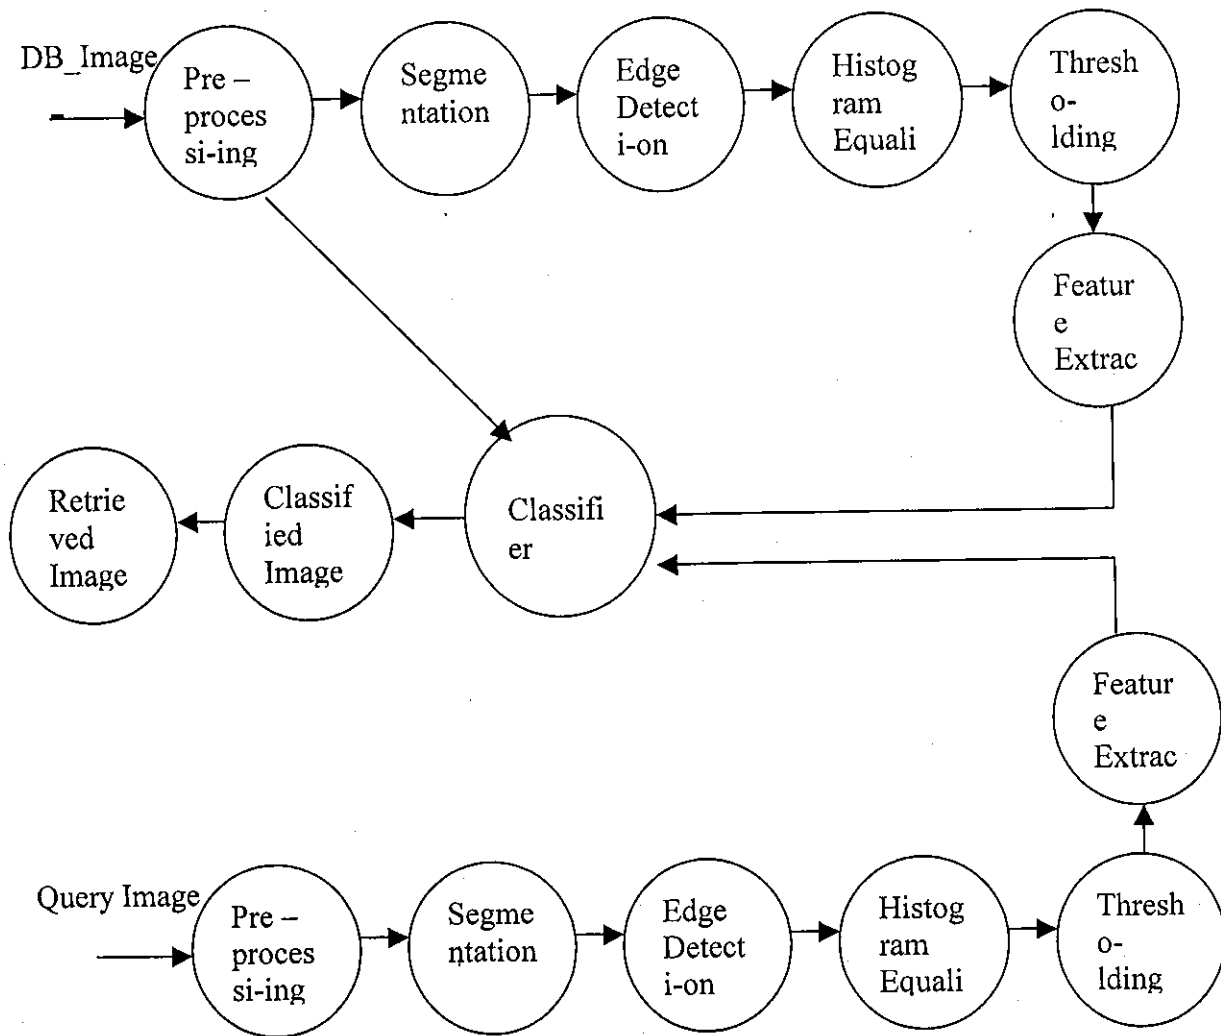 DB_Image
Pre –
proces
si-ing
Segme
ntation
Edge
Detect
i-on
Histog
ram
Equali
Thresh
o-
lding
Featur
e
Extrac
Retrie
ved
Image
Classif
ied
Image
Classifi
er
Featur
e
Extrac
Query Image
Pre –
proces
si-ing
Segme
ntation
Edge
Detect
i-on
Histog
ram
Equali
Thresh
o-
lding